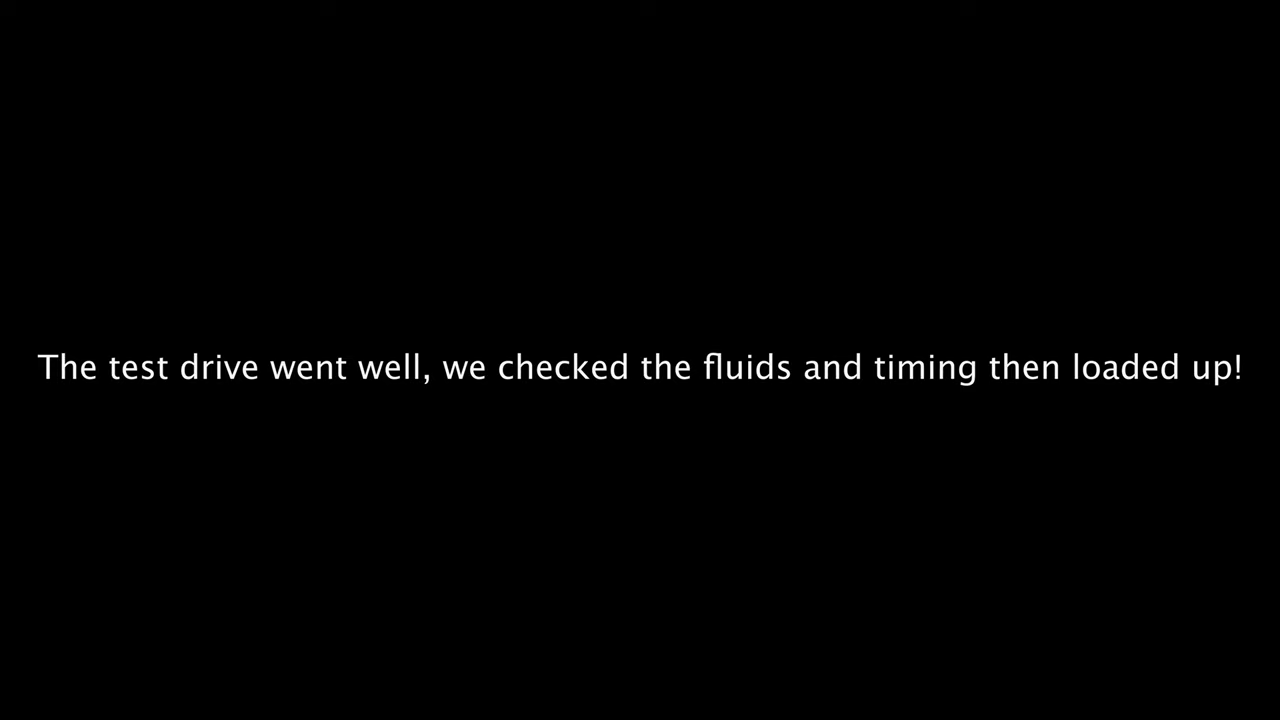 The test drive went well, we checked the fluids and timing then loaded up!